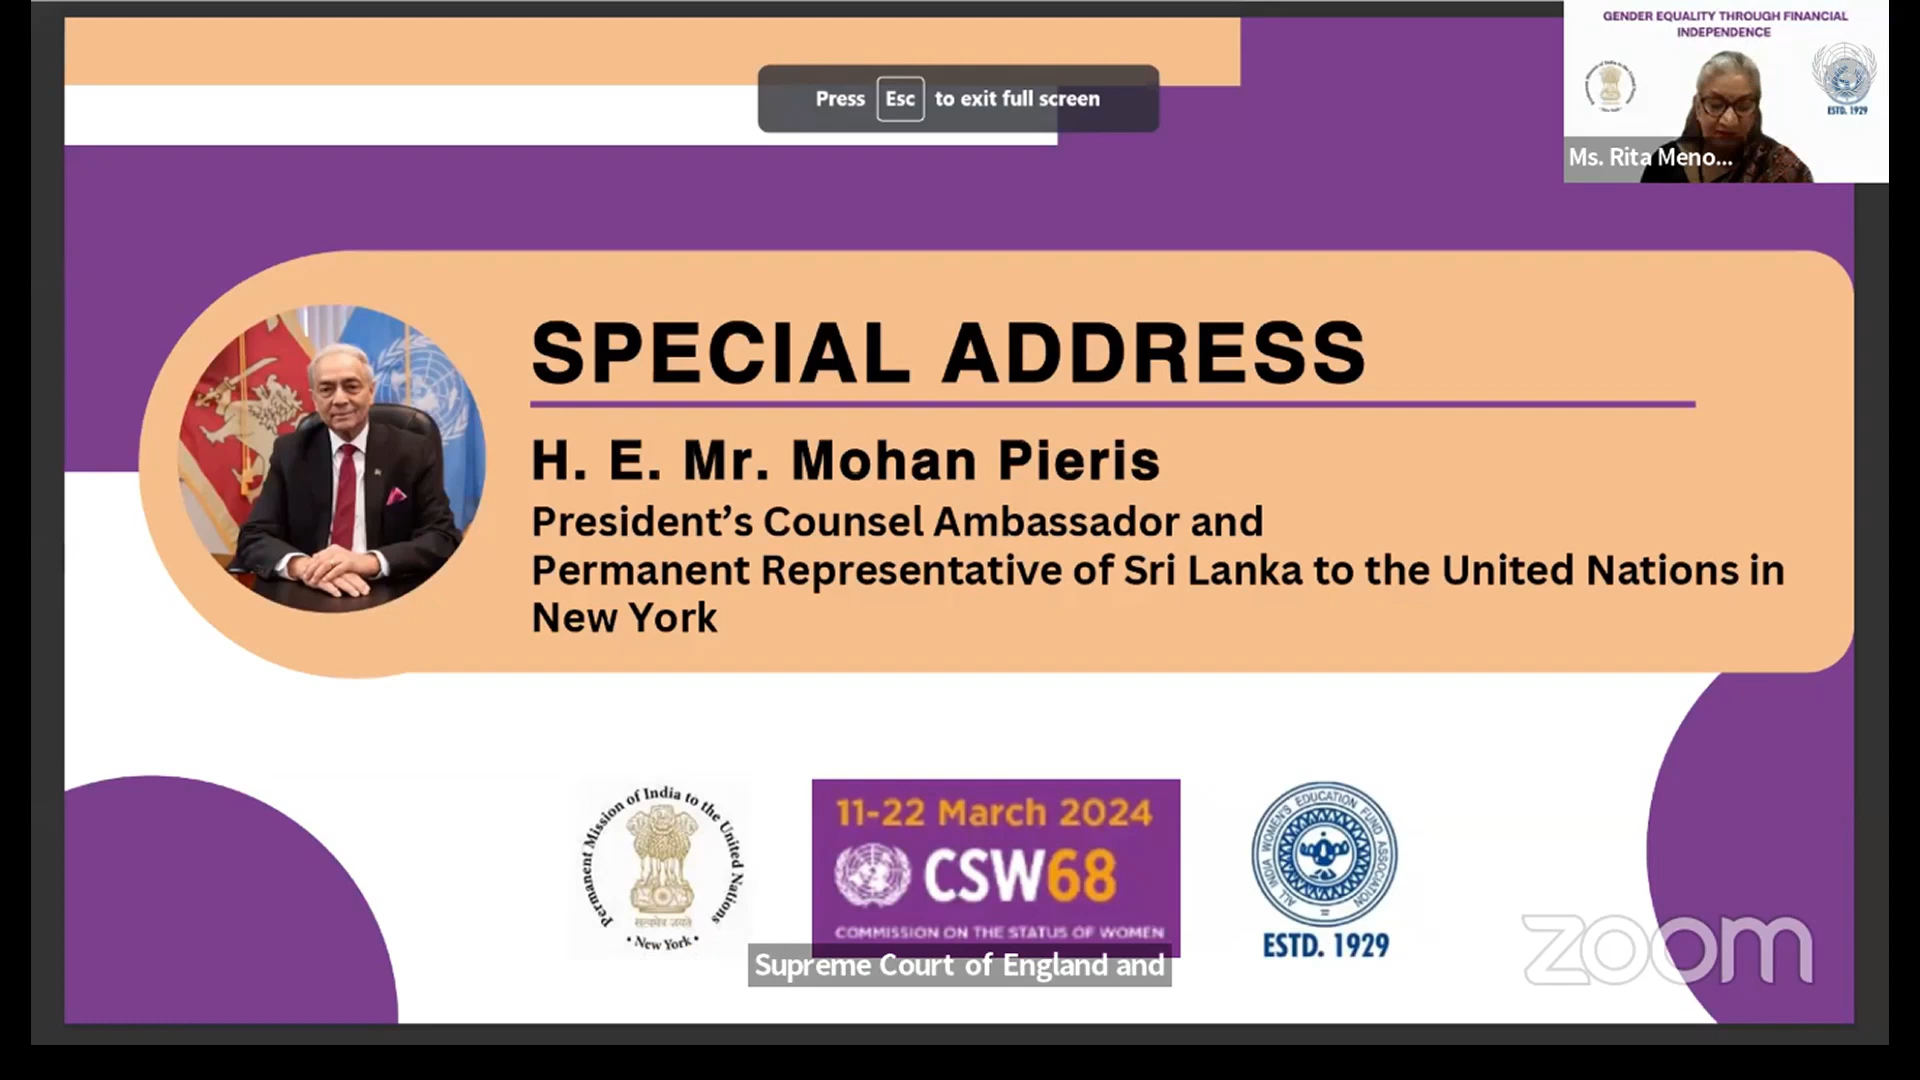 GENDER EQUALITY THROUGH FINANCIAL
INDEPENDENCE
Press Esc to exit full screen
ESTD. 1929
Ms. Rita Meno...
SPECIAL ADDRESS
H. E. Mr. Mohan Pieris
President’s Counsel Ambassador and
Permanent Representative of Sri Lanka to the United Nations in
New York
Permanent Mission of India to the United Nations
सत्यमेव जयते
• New York •
11-22 March 2024
CSW68
COMMISSION ON THE STATUS OF WOMEN
ALL INDIA WOMEN'S EDUCATION FUND ASSOCIATION
ESTD. 1929
Supreme Court of England and
zoom